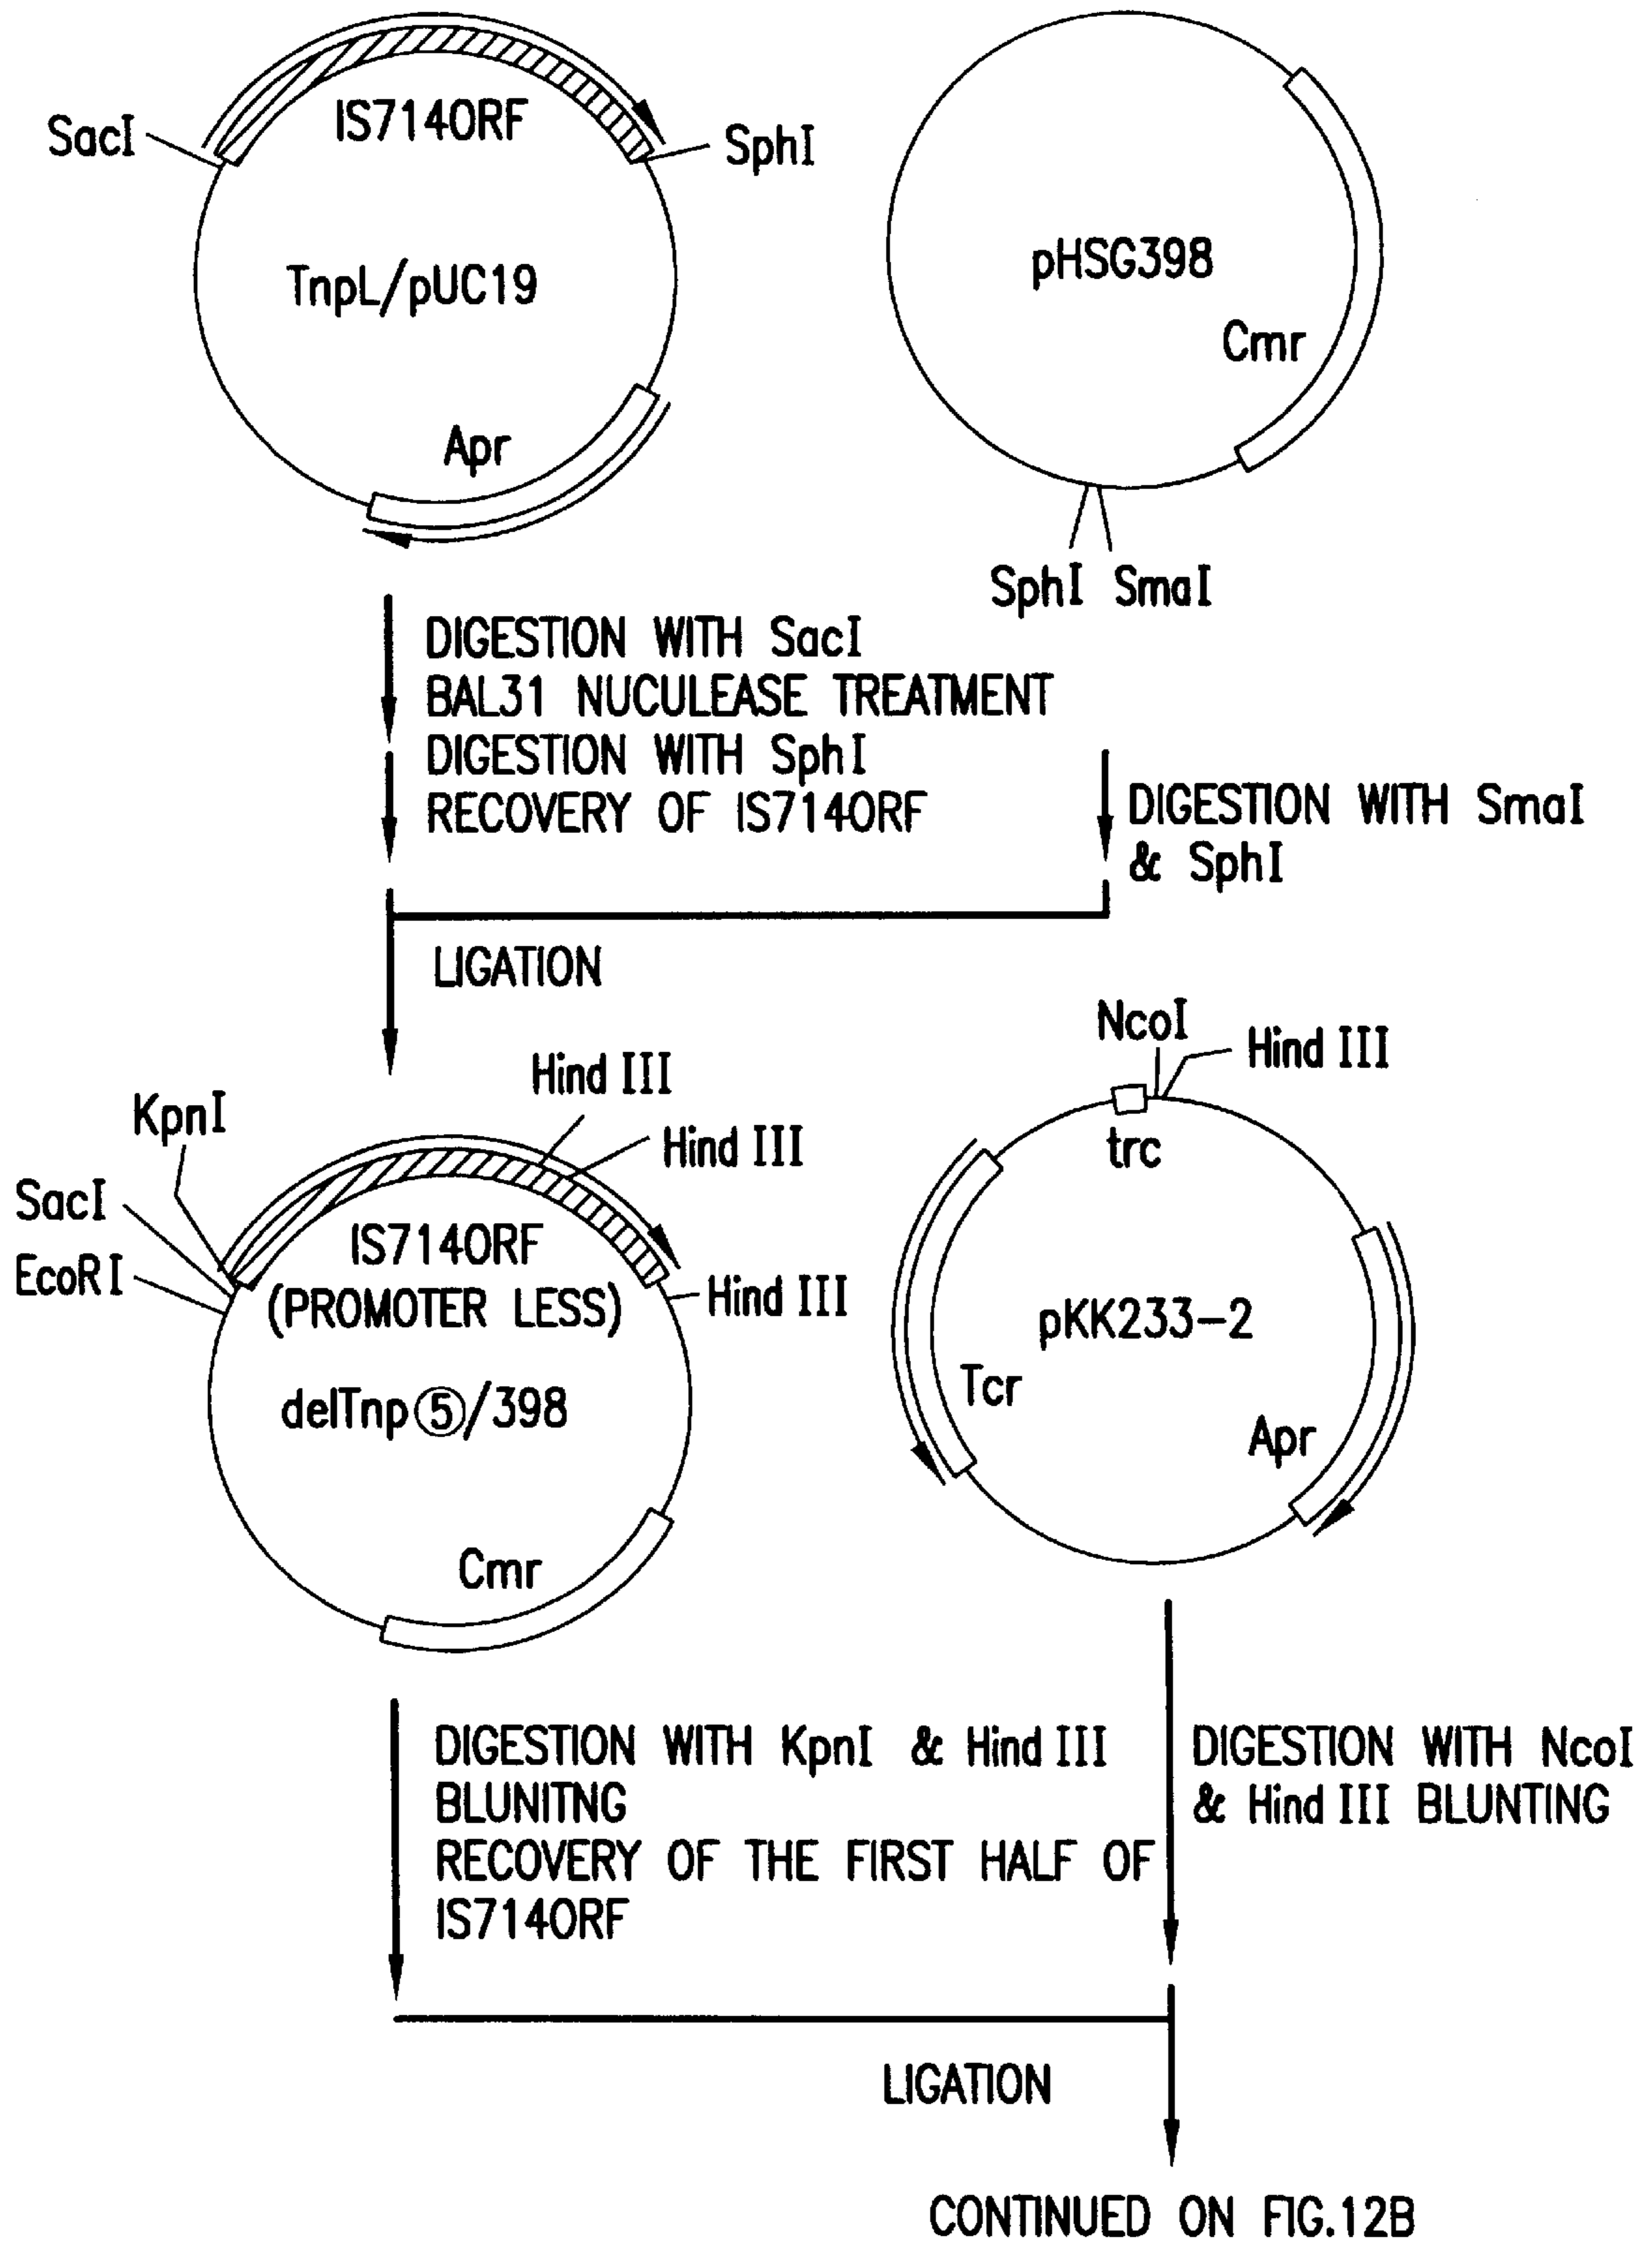 IS714ORF
SacI
SphI
TnpL/pUC19
Apr
pHSG398
Cmr
SphI SmaI
DIGESTION WITH SacI
BAL31 NUCULEASE TREATMENT
DIGESTION WITH SphI
RECOVERY OF IS714ORF
DIGESTION WITH SmaI
& SphI
LIGATION
Hind III
Hind III
KpnI
SacI
EcoRI
IS714ORF
(PROMOTER LESS)
Hind III
delTnp⑤/398
Cmr
NcoI
Hind III
trc
pKK233-2
Tcr
Apr
DIGESTION WITH KpnI & Hind III
BLUNITNG
RECOVERY OF THE FIRST HALF OF
IS714ORF
DIGESTION WITH NcoI
& Hind III BLUNTING
LIGATION
CONTINUED ON FIG.12B